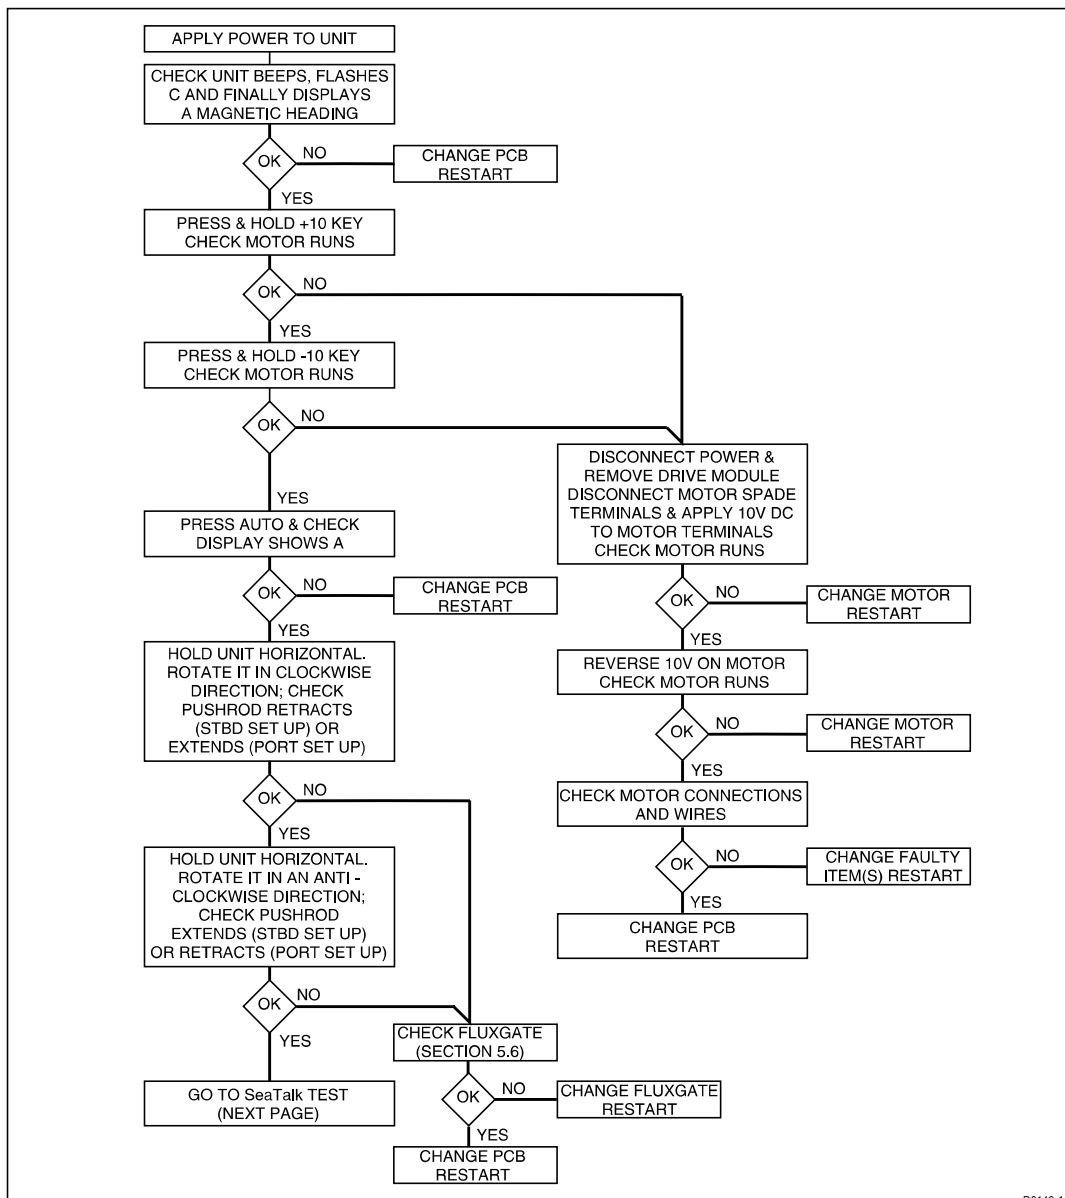 APPLY POWER TO UNIT
CHECK UNIT BEEPS, FLASHES
C AND FINALLY DISPLAYS
A MAGNETIC HEADING
OK
NO
CHANGE PCB
RESTART
YES
PRESS & HOLD +10 KEY
CHECK MOTOR RUNS
OK
NO
YES
PRESS & HOLD -10 KEY
CHECK MOTOR RUNS
OK
NO
YES
PRESS AUTO & CHECK
DISPLAY SHOWS A
OK
NO
CHANGE PCB
RESTART
YES
HOLD UNIT HORIZONTAL.
ROTATE IT IN CLOCKWISE
DIRECTION; CHECK
PUSHROD RETRACTS
(STBD SET UP) OR
EXTENDS (PORT SET UP)
OK
NO
YES
HOLD UNIT HORIZONTAL.
ROTATE IT IN AN ANTI -
CLOCKWISE DIRECTION;
CHECK PUSHROD
EXTENDS (STBD SET UP)
OR RETRACTS (PORT SET UP)
OK
NO
YES
GO TO SeaTalk TEST
(NEXT PAGE)
DISCONNECT POWER &
REMOVE DRIVE MODULE
DISCONNECT MOTOR SPADE
TERMINALS & APPLY 10V DC
TO MOTOR TERMINALS
CHECK MOTOR RUNS
OK
NO
CHANGE MOTOR
RESTART
YES
REVERSE 10V ON MOTOR
CHECK MOTOR RUNS
OK
NO
CHANGE MOTOR
RESTART
YES
CHECK MOTOR CONNECTIONS
AND WIRES
OK
NO
CHANGE FAULTY
ITEM(S) RESTART
YES
CHANGE PCB
RESTART
CHECK FLUXGATE
(SECTION 5.6)
OK
NO
CHANGE FLUXGATE
RESTART
YES
CHANGE PCB
RESTART